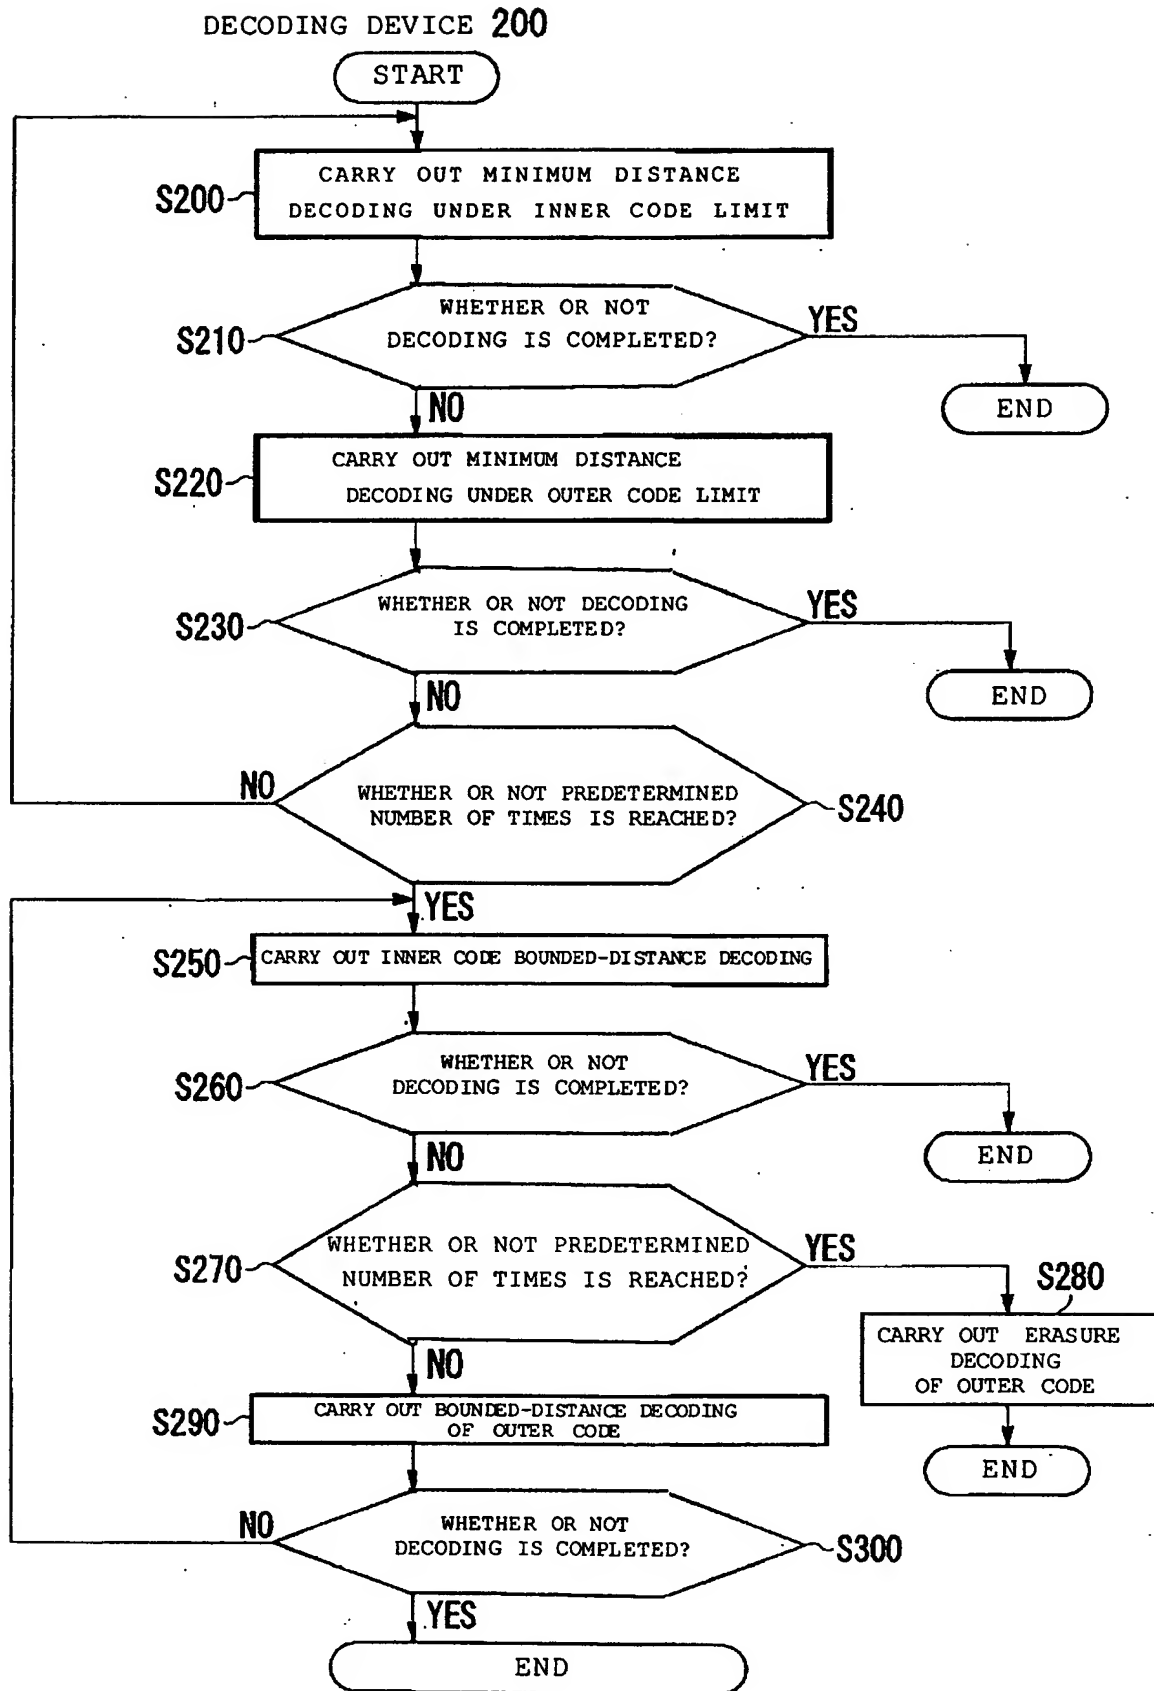 DECODING DEVICE 200
START
S200
CARRY OUT MINIMUM DISTANCE
DECODING UNDER INNER CODE LIMIT
S210
WHETHER OR NOT
DECODING IS COMPLETED?
YES
END
NO
S220
CARRY OUT MINIMUM DISTANCE
DECODING UNDER OUTER CODE LIMIT
S230
WHETHER OR NOT DECODING
IS COMPLETED?
YES
END
NO
NO
WHETHER OR NOT PREDETERMINED
NUMBER OF TIMES IS REACHED?
S240
YES
S250
CARRY OUT INNER CODE BOUNDED-DISTANCE DECODING
S260
WHETHER OR NOT
DECODING IS COMPLETED?
YES
END
NO
S270
WHETHER OR NOT PREDETERMINED
NUMBER OF TIMES IS REACHED?
YES
S280
CARRY OUT ERASURE
DECODING
OF OUTER CODE
END
NO
S290
CARRY OUT BOUNDED-DISTANCE DECODING
OF OUTER CODE
NO
WHETHER OR NOT
DECODING IS COMPLETED?
S300
YES
END